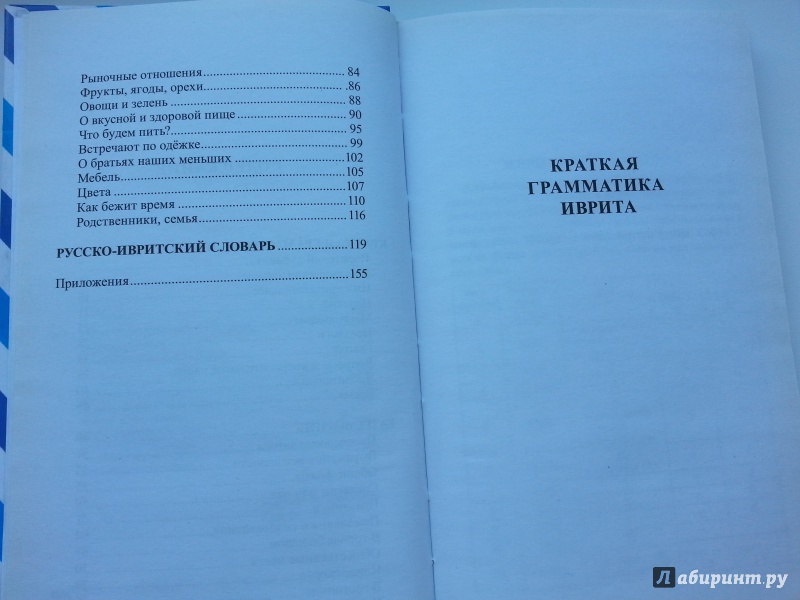 Рыночные отношения........................................... 84
Фрукты, ягоды, орехи.......................................... 86
Овощи и зелень .................................................. 88
О вкусной и здоровой пище ................................ 90
Что будем пить?.................................................. 95
Встречают по одёжке........................................... 99
О братьях наших меньших ................................ 102
Мебель............................................................... 105
Цвета ................................................................. 107
Как бежит время ............................................... 110
Родственники, семья.......................................... 116
РУССКО-ИВРИТСКИЙ СЛОВАРЬ ..................... 119
Приложения....................................................... 155
КРАТКАЯ
ГРАММАТИКА
ИВРИТА
Лабиринт.ру